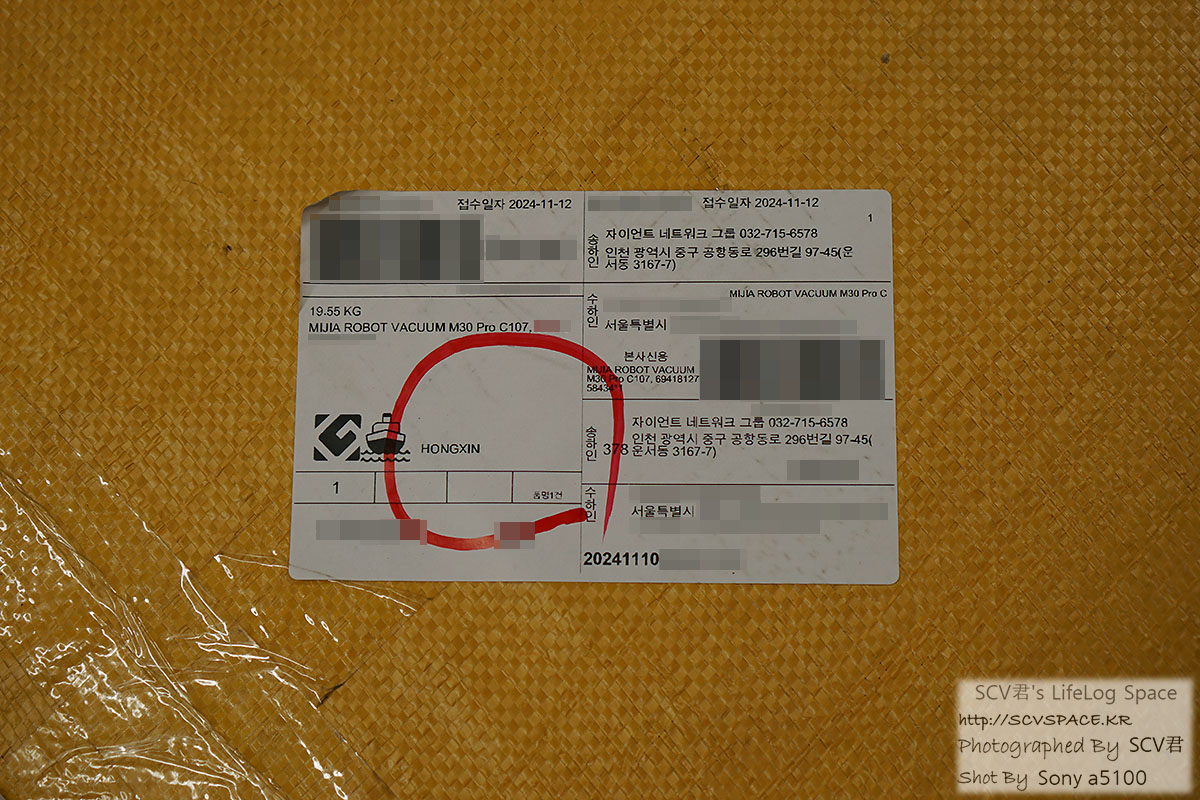 접수일자 2024-11-12
19.55 KG
MIJIA ROBOT VACUUM M30 Pro C107,
HONGXIN
1
품명1건
접수일자 2024-11-12
1
송하인
자이언트 네트워크 그룹 032-715-6578
인천 광역시 중구 공항동로 296번길 97-45(운
서동 3167-7)
수하인
MIJIA ROBOT VACUUM M30 Pro C
서울특별시
본사신용
MIJIA ROBOT VACUUM
M30 Pro C107, 69418127
송하인
자이언트 네트워크 그룹 032-715-6578
인천 광역시 중구 공항동로 296번길 97-45(
378 운서동 3167-7)
수하인
서울특별시
20241110
SCV君's LifeLog Space
http://SCVSPACE.KR
Photographed By SCV君
Shot By Sony a5100